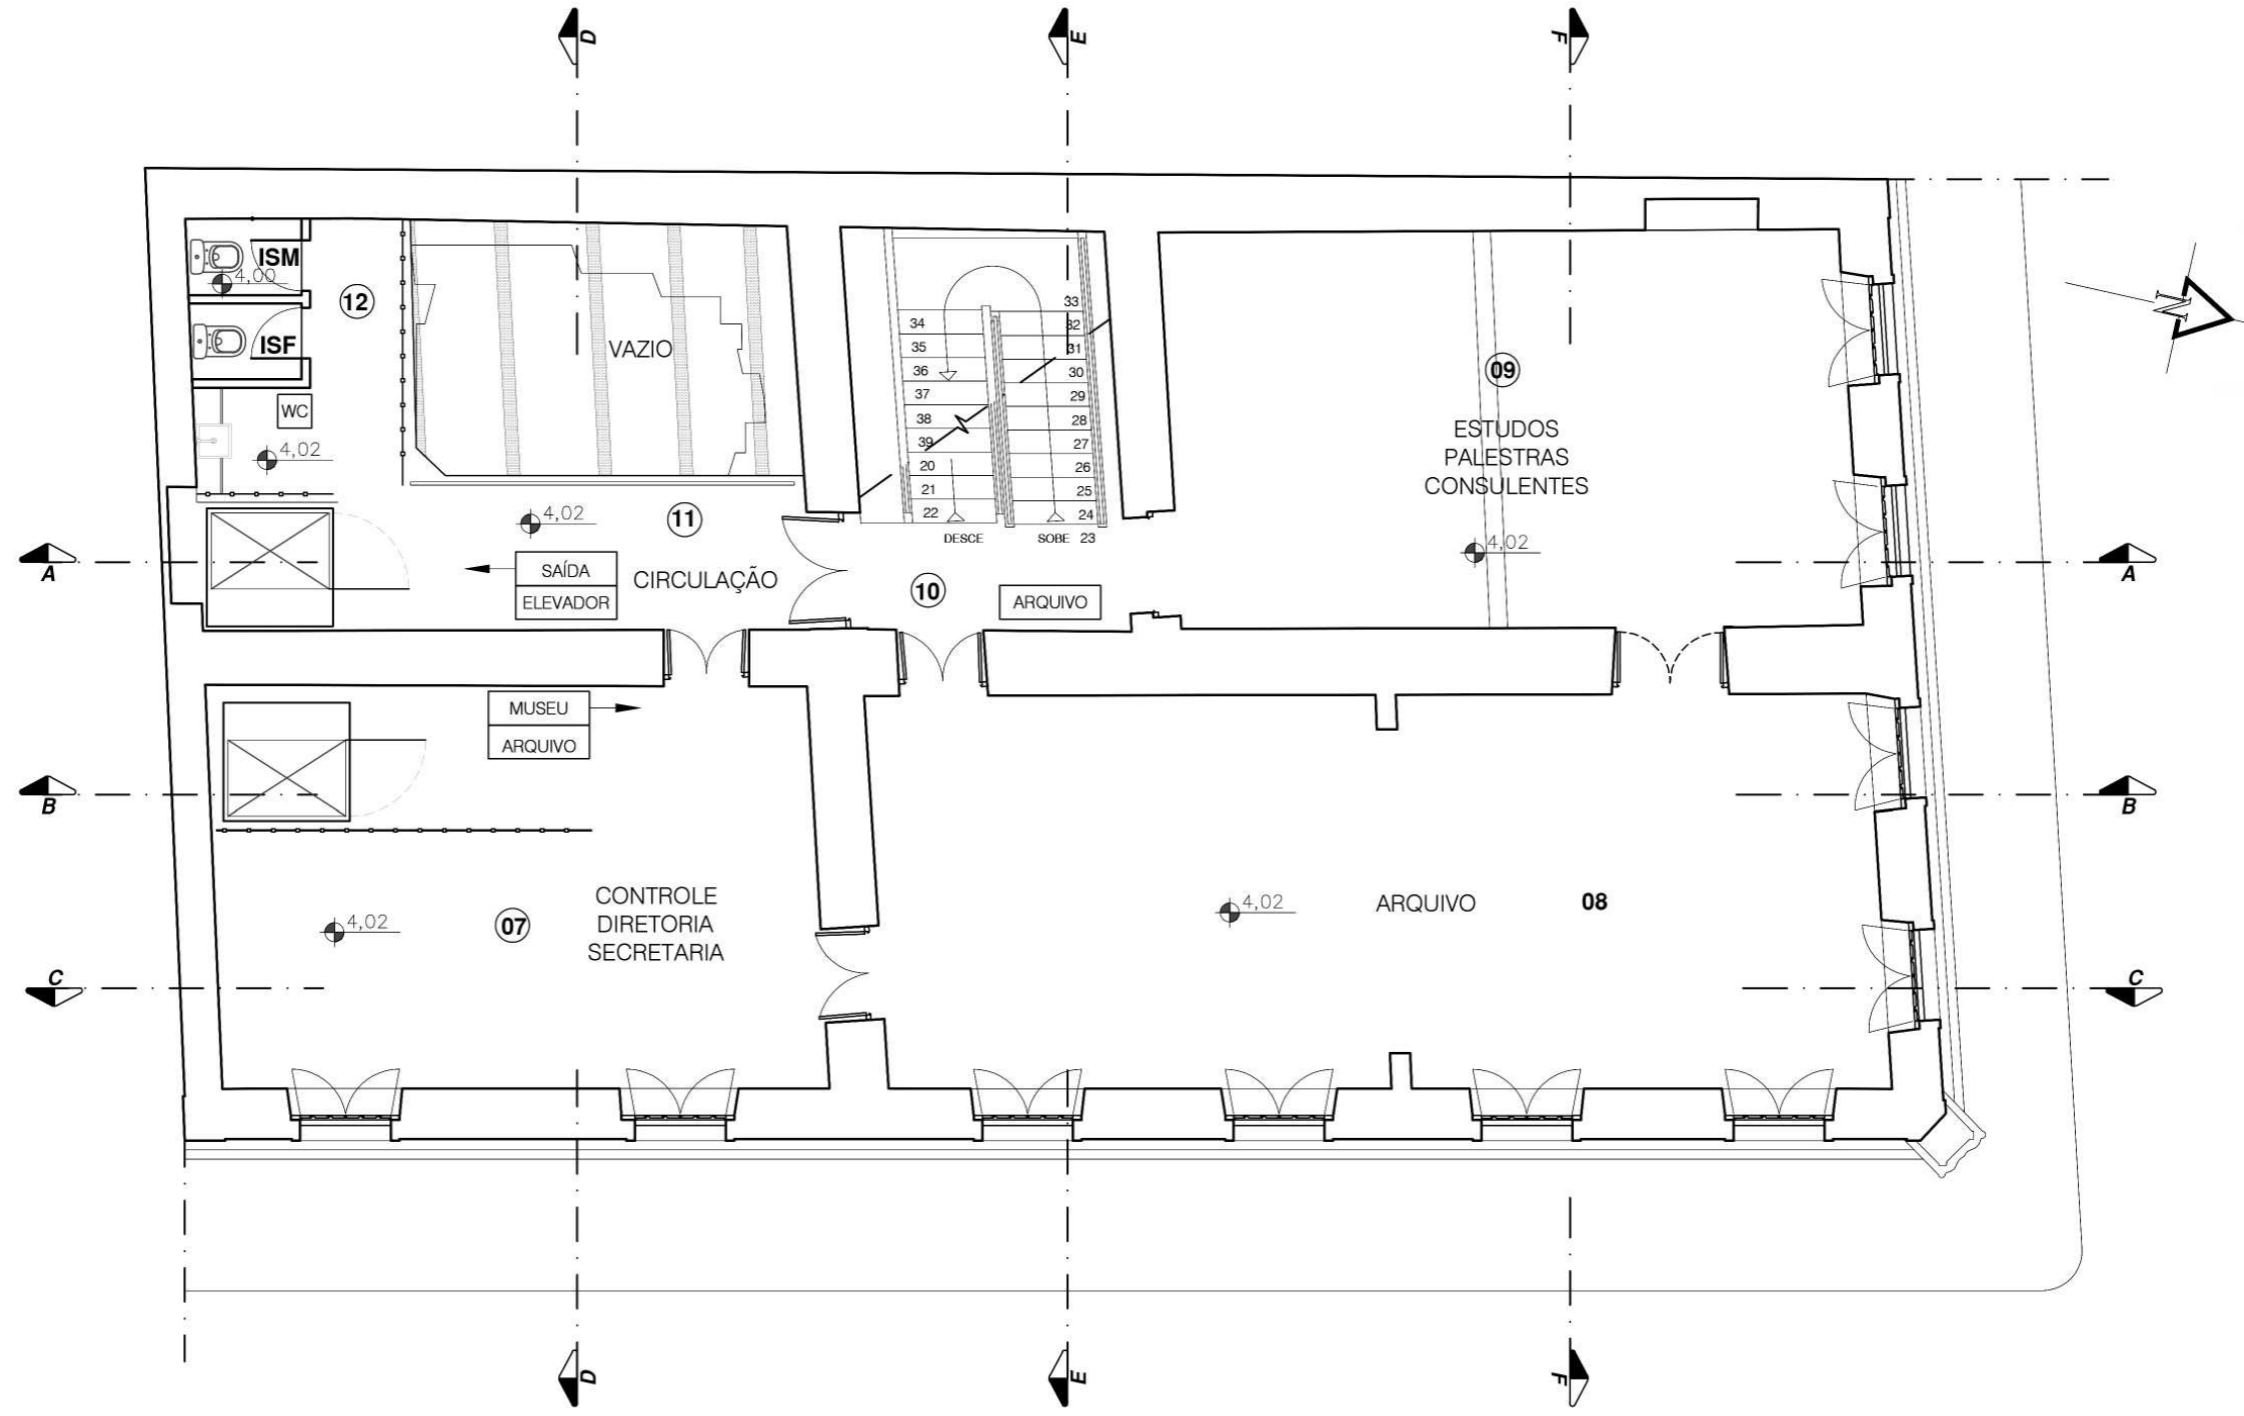 D
E
F
ISM
4,00
12
ISF
VAZIO
WC
4,02
34
35
36
37
38
39
20
21
22
DESCE
33
32
31
30
29
28
27
26
25
24
SOBE 23
09
ESTUDOS
PALESTRAS
CONSULENTES
4,02
N
A
4,02
11
SAÍDA
ELEVADOR
CIRCULAÇÃO
10
ARQUIVO
A
MUSEU
ARQUIVO
B
B
CONTROLE
DIRETORIA
SECRETARIA
07
4,02
4,02
ARQUIVO
08
C
C
D
E
F